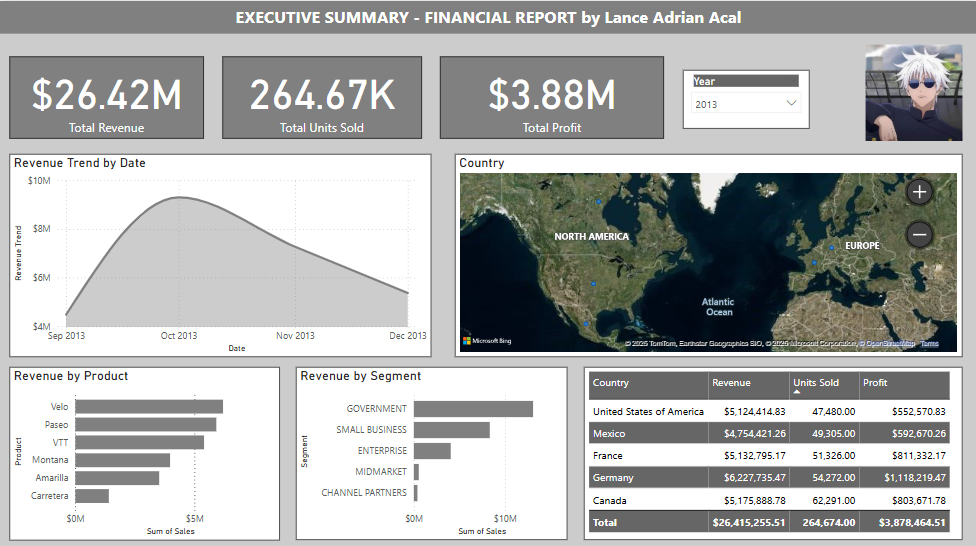 EXECUTIVE SUMMARY - FINANCIAL REPORT by Lance Adrian Acal
$26.42M
Total Revenue
264.67K
Total Units Sold
$3.88M
Total Profit
Year
2013
Revenue Trend by Date
$10M
$8M
$6M
$4M
Revenue Trend
Sep 2013 Oct 2013 Nov 2013 Dec 2013
Date
Country
NORTH AMERICA
EUROPE
Atlantic
Ocean
Microsoft Bing
© 2025 TomTom, Earthstar Geographics SIO, © 2025 Microsoft Corporation, © OpenStreetMap Terms
Revenue by Product
Product
Velo
Paseo
VTT
Montana
Amarilla
Carretera
$0M $5M
Sum of Sales
Revenue by Segment
Segment
GOVERNMENT
SMALL BUSINESS
ENTERPRISE
MIDMARKET
CHANNEL PARTNERS
$0M $10M
Sum of Sales
Country Revenue Units Sold Profit
United States of America $5,124,414.83 47,480.00 $552,570.83
Mexico $4,754,421.26 49,305.00 $592,670.26
France $5,132,795.17 51,326.00 $811,332.17
Germany $6,227,735.47 54,272.00 $1,118,219.47
Canada $5,175,888.78 62,291.00 $803,671.78
Total $26,415,255.51 264,674.00 $3,878,464.51